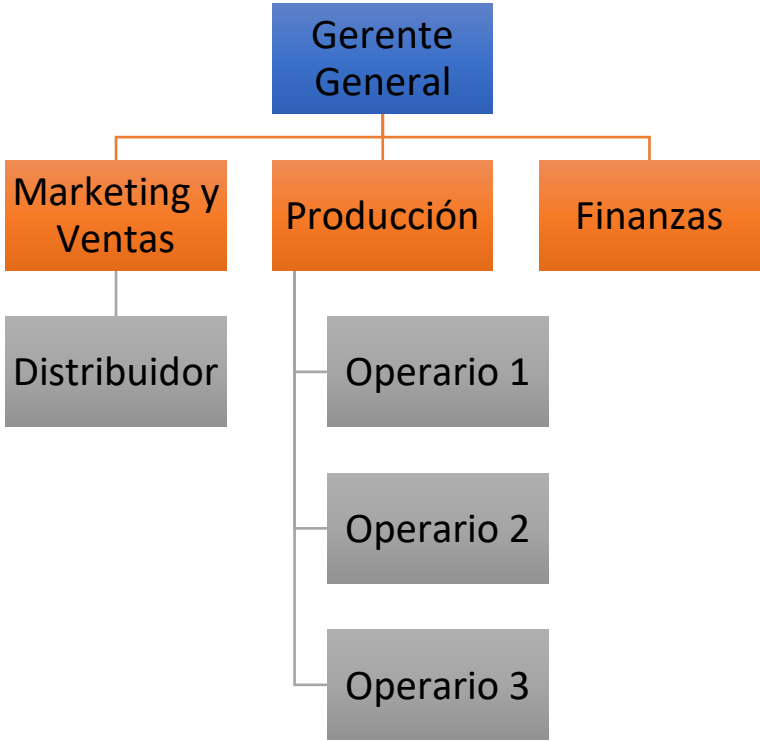 Gerente
General
Marketing y
Ventas
Producción
Finanzas
Distribuidor
Operario 1
Operario 2
Operario 3